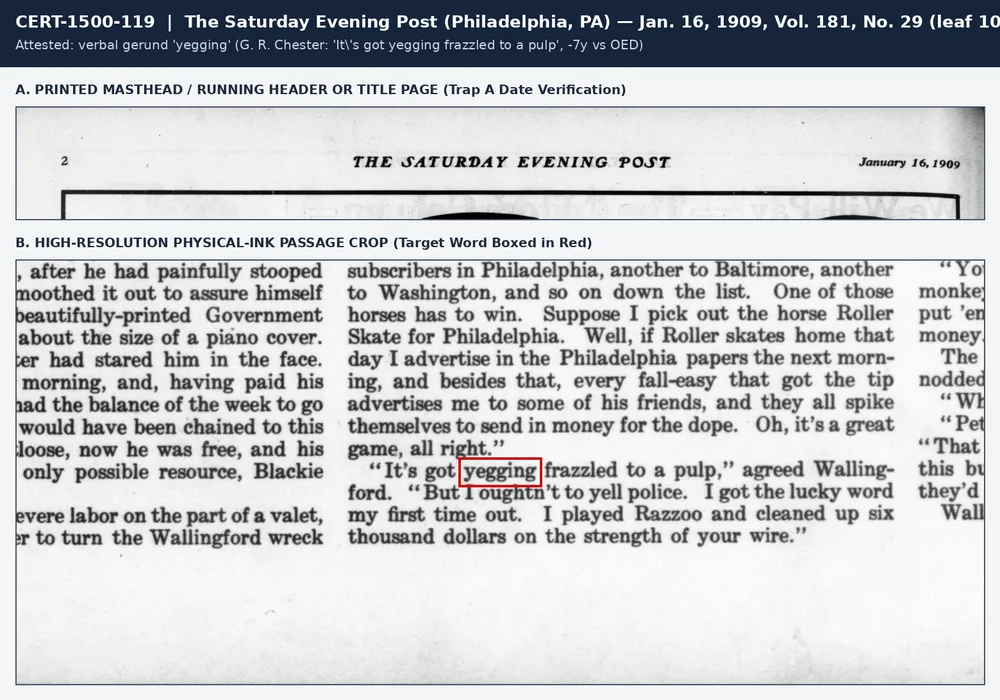 CERT-1500-119 | The Saturday Evening Post (Philadelphia, PA) — Jan. 16, 1909, Vol. 181, No. 29 (leaf 10
Attested: verbal gerund 'yegging' (G. R. Chester: 'It\'s got yegging frazzled to a pulp', -7y vs OED)
A. PRINTED MASTHEAD / RUNNING HEADER OR TITLE PAGE (Trap A Date Verification)
2 THE SATURDAY EVENING POST January 16, 1909
B. HIGH-RESOLUTION PHYSICAL-INK PASSAGE CROP (Target Word Boxed in Red)
, after he had painfully stooped
moothed it out to assure himself
beautifully-printed Government
about the size of a piano cover.
er had stared him in the face.
morning, and, having paid his
had the balance of the week to go
would have been chained to this
loose, now he was free, and his
only possible resource, Blackie
evere labor on the part of a valet,
er to turn the Wallingford wreck
subscribers in Philadelphia, another to Baltimore, another
to Washington, and so on down the list. One of those
horses has to win. Suppose I pick out the horse Roller
Skate for Philadelphia. Well, if Roller skates home that
day I advertise in the Philadelphia papers the next morn-
ing, and besides that, every fall-easy that got the tip
advertises me to some of his friends, and they all spike
themselves to send in money for the dope. Oh, it's a great
game, all right."
"It's got yegging frazzled to a pulp," agreed Walling-
ford. "But I oughtn't to yell police. I got the lucky word
my first time out. I played Razzoo and cleaned up six
thousand dollars on the strength of your wire."
"Yo
monke
put 'en
money.
The
nodded
"Wh
"Pet
"That
this bu
they'd
Wall